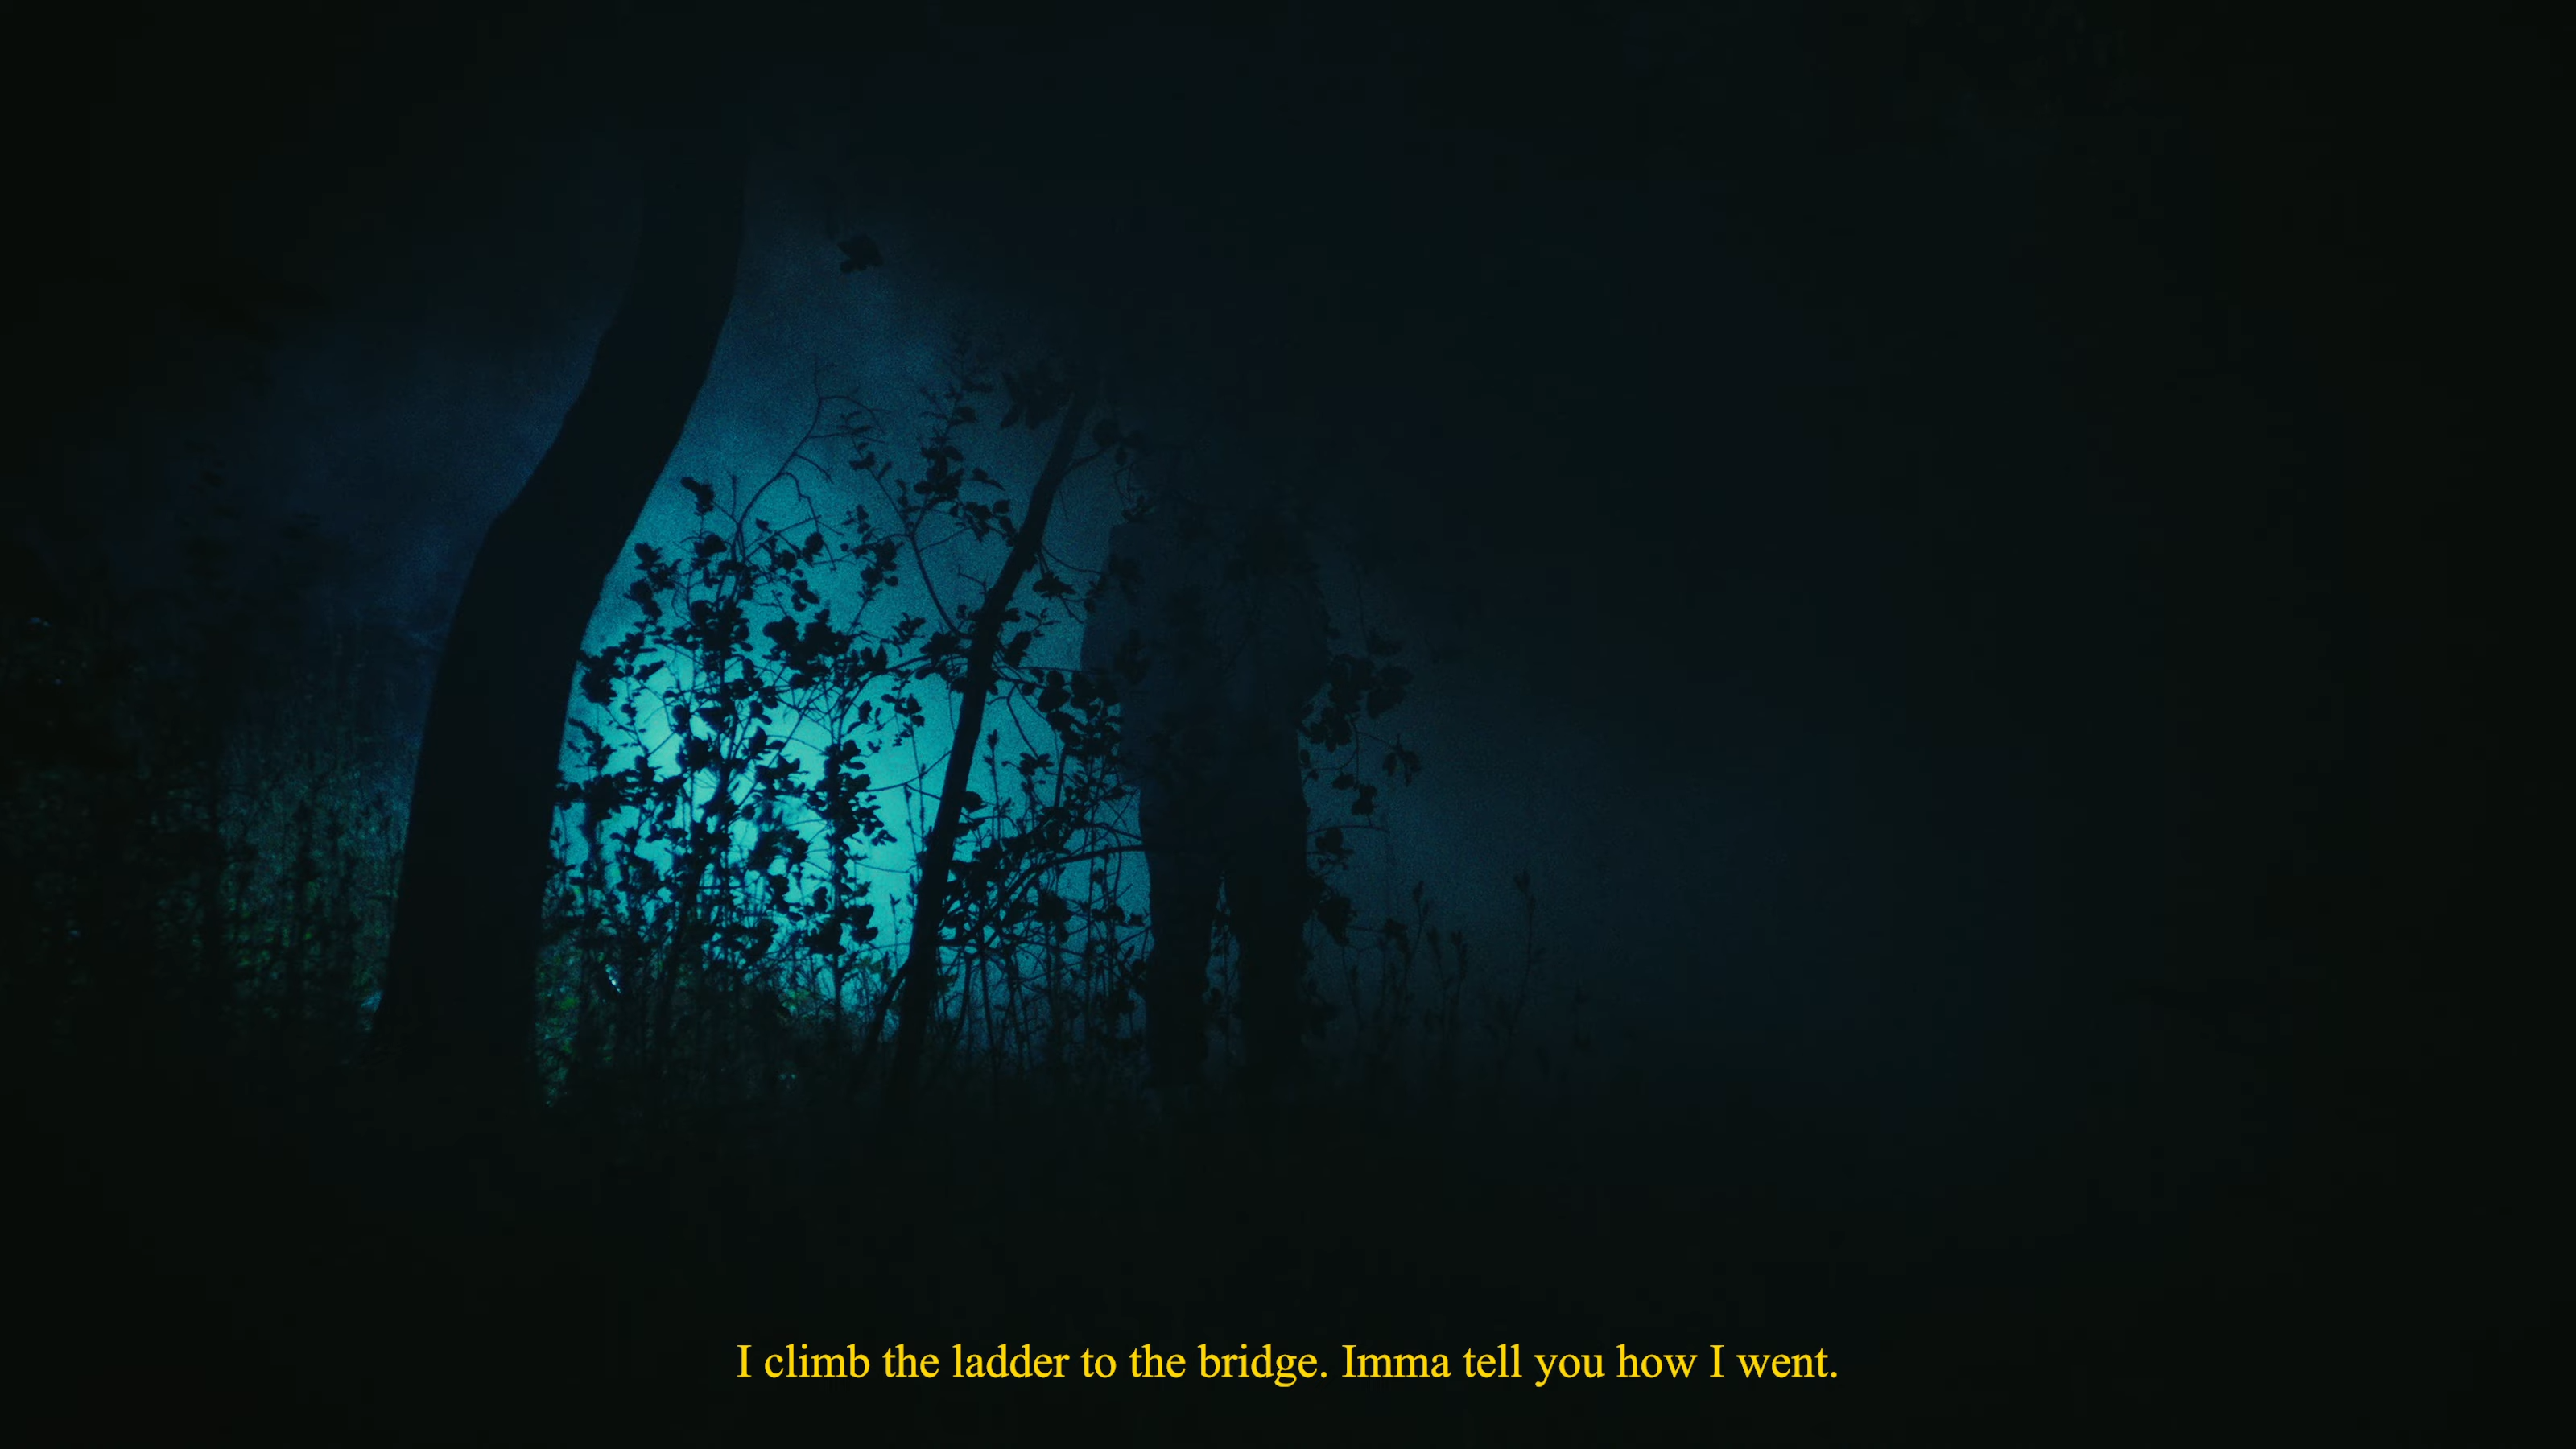 I climb the ladder to the bridge. Imma tell you how I went.